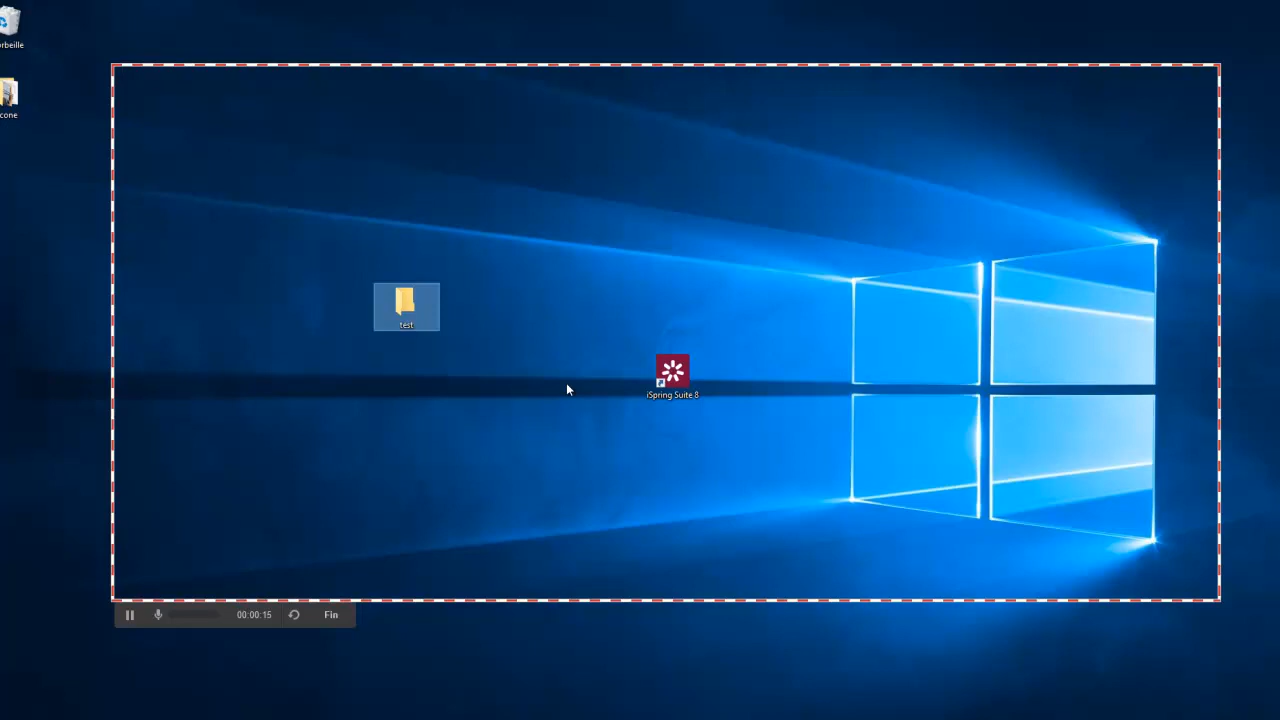 rbeille
cone
test
iSpring Suite 8
00:00:15
Fin